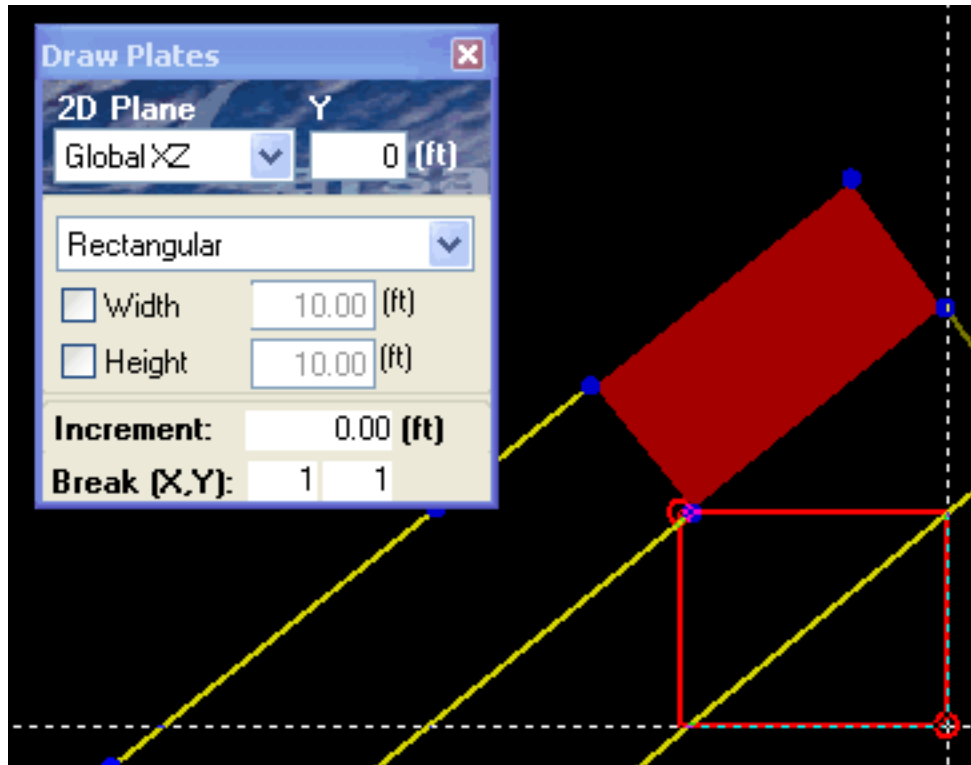 Draw Plates
2D Plane Y
Global XZ 0 (ft)
Rectangular
Width 10.00 (ft)
Height 10.00 (ft)
Increment: 0.00 (ft)
Break (X,Y): 1 1